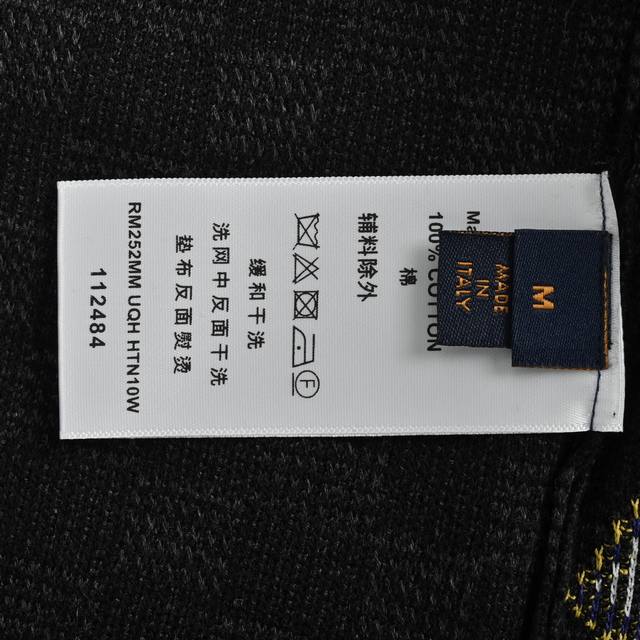 M
MADE
IN
ITALY
Ma
100% COTTON
棉
辅料除外
F
缓和干洗
洗网中反面干洗
垫布反面熨烫
RM252MM UQH HTN10W
112484